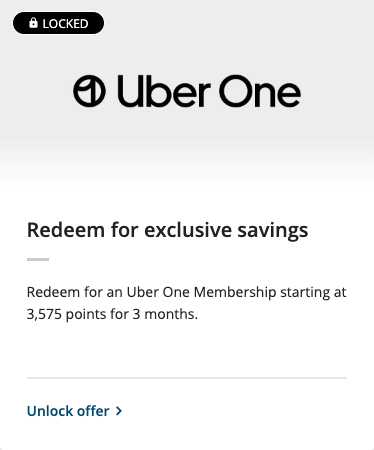 LOCKED
Uber One
Redeem for exclusive savings
Redeem for an Uber One Membership starting at
3,575 points for 3 months.
Unlock offer